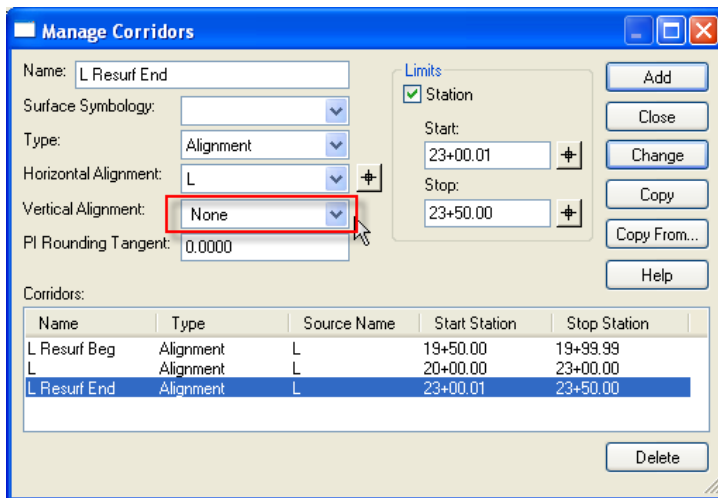 Manage Corridors
Name: L Resurf End
Surface Symbology:
Type: Alignment
Horizontal Alignment: L
Vertical Alignment: None
PI Rounding Tangent: 0.0000
Limits
Station
Start:
23+00.01
Stop:
23+50.00
Add
Close
Change
Copy
Copy From...
Help
Corridors:
Name Type Source Name Start Station Stop Station
L Resurf Beg Alignment L 19+50.00 19+99.99
L Alignment L 20+00.00 23+00.00
L Resurf End Alignment L 23+00.01 23+50.00
Delete